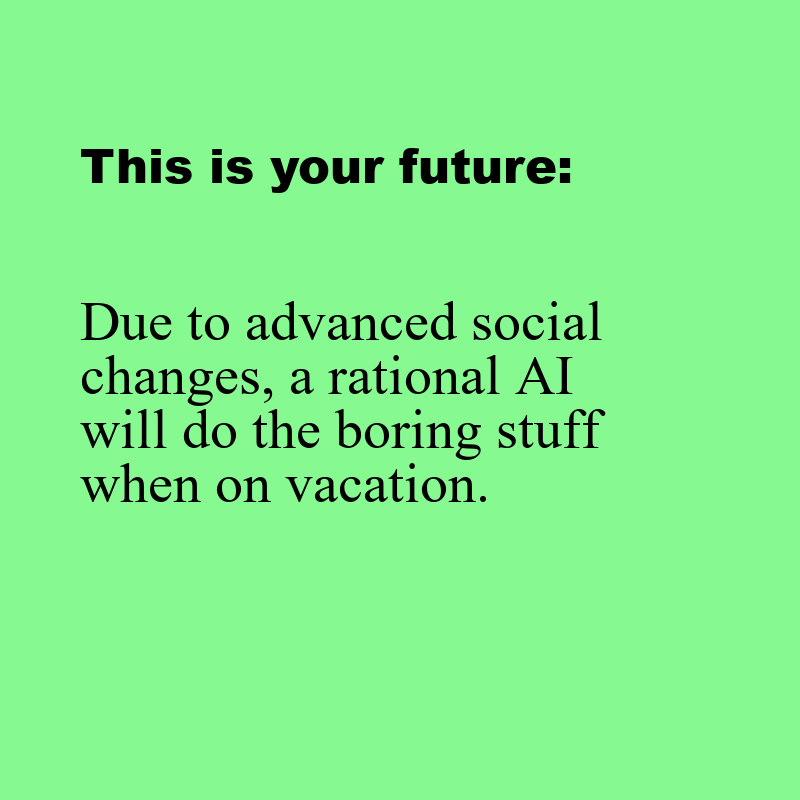 This is your future:
Due to advanced social
changes, a rational AI
will do the boring stuff
when on vacation.